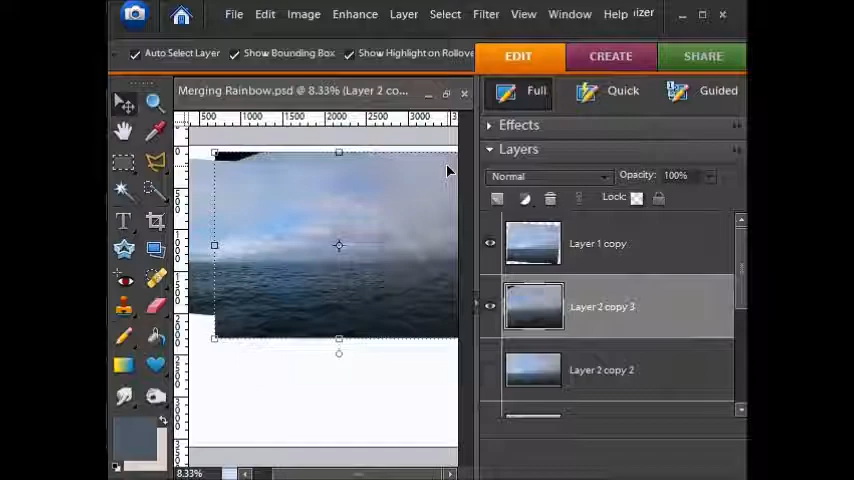 File Edit Image Enhance Layer Select Filter View Window Help izer
Auto Select Layer Show Bounding Box Show Highlight on Rollove
EDIT CREATE SHARE
Merging Rainbow.psd @ 8.33% (Layer 2 co...
Full Quick Guided
500 1000 1500 2000 2500 3000
Effects
Layers
Normal Opacity: 100%
Lock:
Layer 1 copy
Layer 2 copy 3
Layer 2 copy 2
8.33%